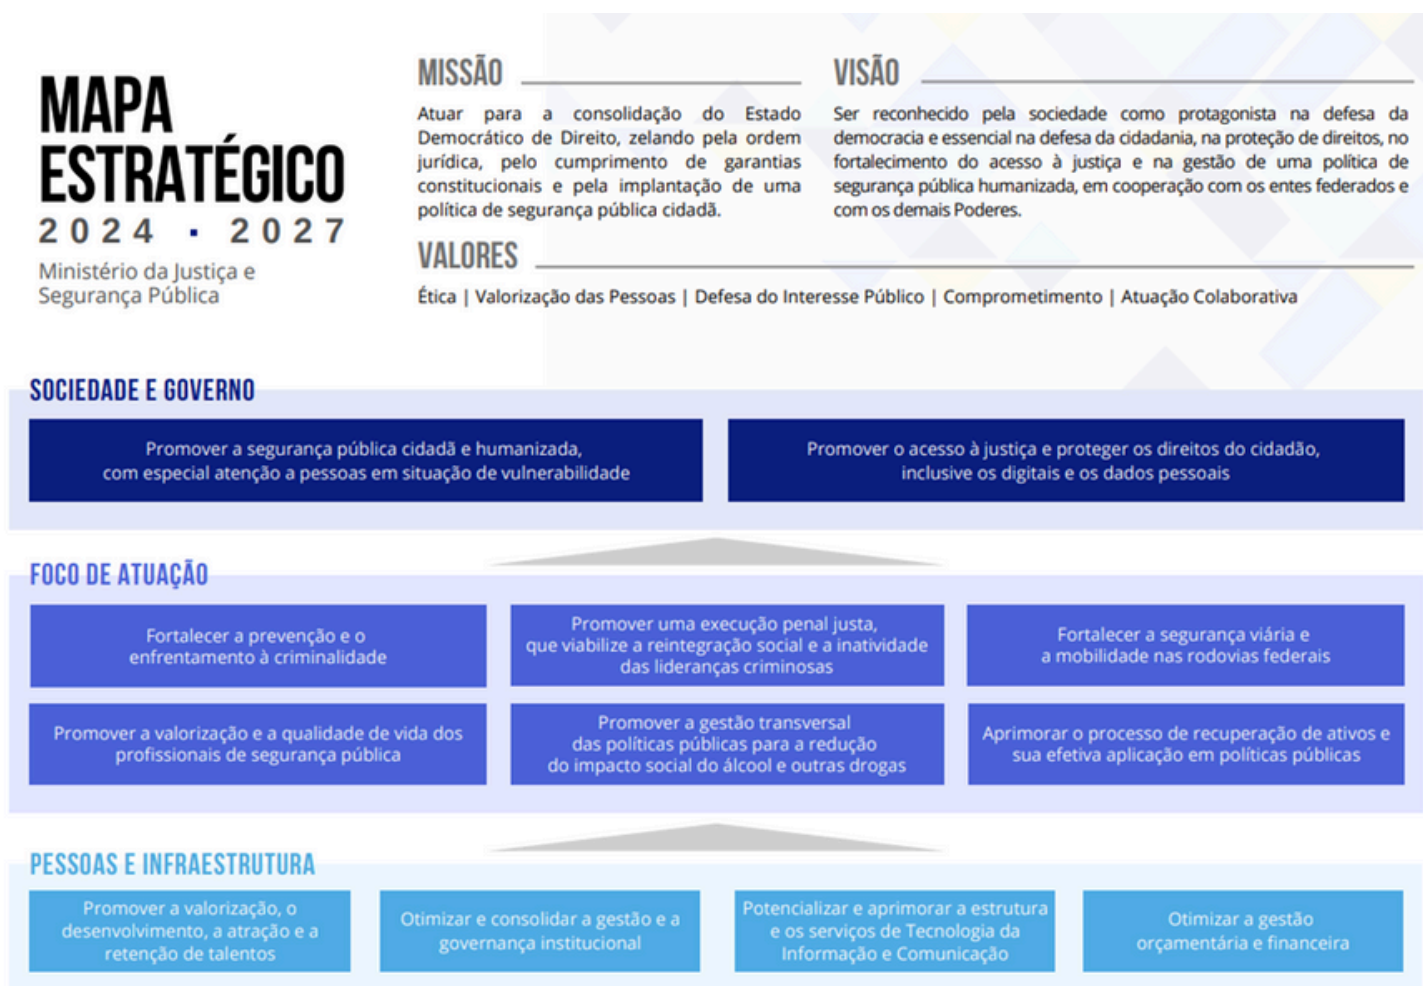 MAPA
ESTRATÉGICO
2024 · 2027
Ministério da Justiça e
Segurança Pública
MISSÃO
Atuar para a consolidação do Estado
Democrático de Direito, zelando pela ordem
jurídica, pelo cumprimento de garantias
constitucionais e pela implantação de uma
política de segurança pública cidadã.
VISÃO
Ser reconhecido pela sociedade como protagonista na defesa da
democracia e essencial na defesa da cidadania, na proteção de direitos, no
fortalecimento do acesso à justiça e na gestão de uma política de
segurança pública humanizada, em cooperação com os entes federados e
com os demais Poderes.
VALORES
Ética | Valorização das Pessoas | Defesa do Interesse Público | Comprometimento | Atuação Colaborativa
SOCIEDADE E GOVERNO
Promover a segurança pública cidadã e humanizada,
com especial atenção a pessoas em situação de vulnerabilidade
Promover o acesso à justiça e proteger os direitos do cidadão,
inclusive os digitais e os dados pessoais
FOCO DE ATUAÇÃO
Fortalecer a prevenção e o
enfrentamento à criminalidade
Promover uma execução penal justa,
que viabilize a reintegração social e a inatividade
das lideranças criminosas
Fortalecer a segurança viária e
a mobilidade nas rodovias federais
Promover a valorização e a qualidade de vida dos
profissionais de segurança pública
Promover a gestão transversal
das políticas públicas para a redução
do impacto social do álcool e outras drogas
Aprimorar o processo de recuperação de ativos e
sua efetiva aplicação em políticas públicas
PESSOAS E INFRAESTRUTURA
Promover a valorização, o
desenvolvimento, a atração e a
retenção de talentos
Otimizar e consolidar a gestão e a
governança institucional
Potencializar e aprimorar a estrutura
e os serviços de Tecnologia da
Informação e Comunicação
Otimizar a gestão
orçamentária e financeira